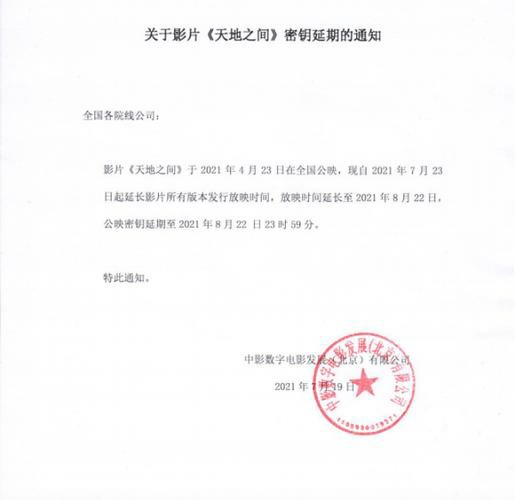 关于影片《天地之间》密钥延期的通知
全国各院线公司：
影片《天地之间》于 2021 年 4 月 23 日在全国公映，现自 2021 年 7 月 23
日起延长影片所有版本发行放映时间，放映时间延长至 2021 年 8 月 22 日，
公映密钥延期至 2021 年 8 月 22 日 23 时 59 分。
特此通知。
中影数字电影发展（北京）有限公司
2021 年 7 月 19 日
中影数字电影发展(北京)有限公司